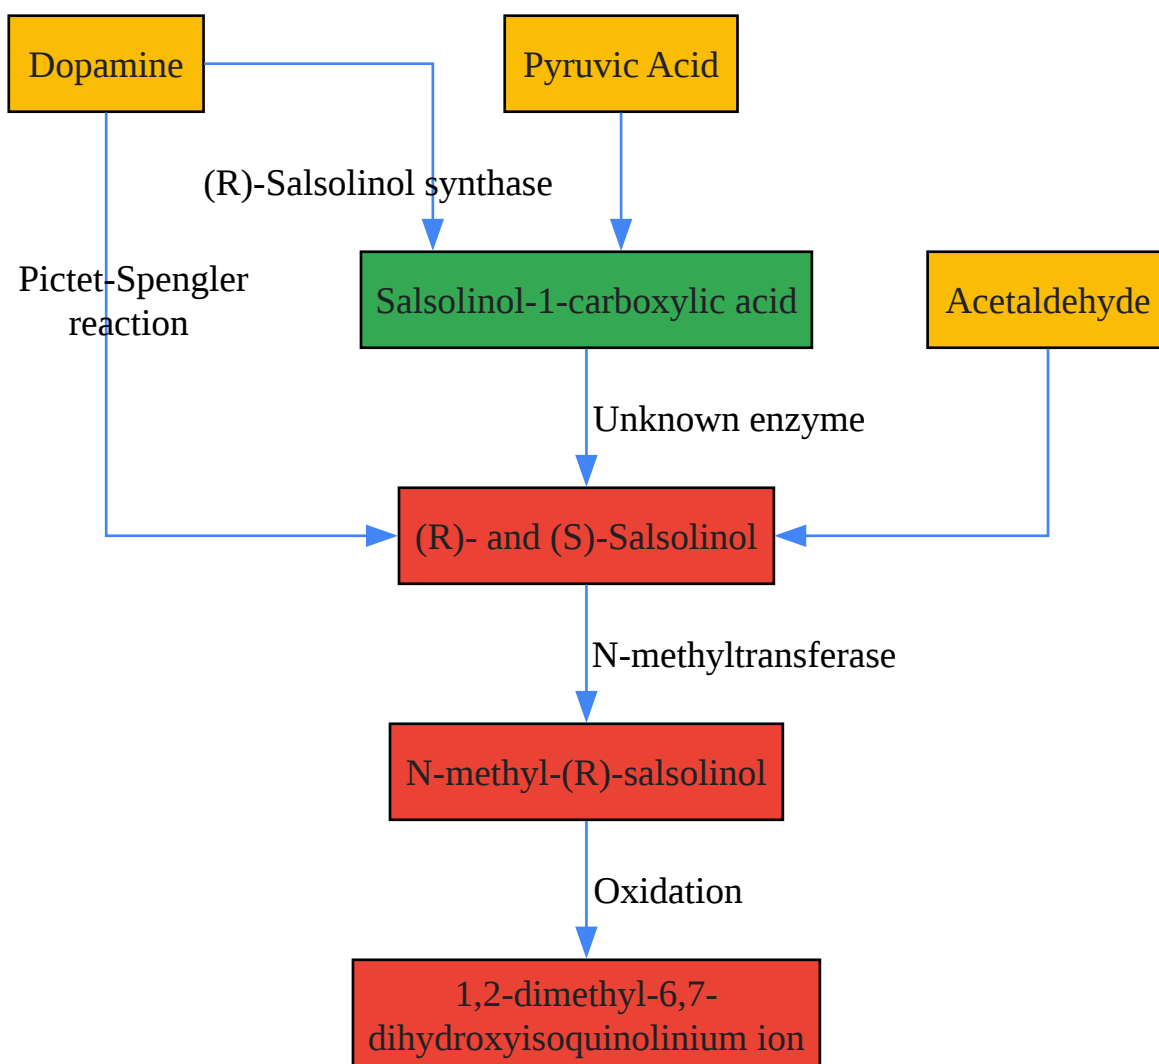 Dopamine
Pyruvic Acid
(R)-Salsolinol synthase
Pictet-Spengler
reaction
Salsolinol-1-carboxylic acid
Acetaldehyde
Unknown enzyme
(R)- and (S)-Salsolinol
N-methyltransferase
N-methyl-(R)-salsolinol
Oxidation
1,2-dimethyl-6,7-
dihydroxyisoquinolinium ion